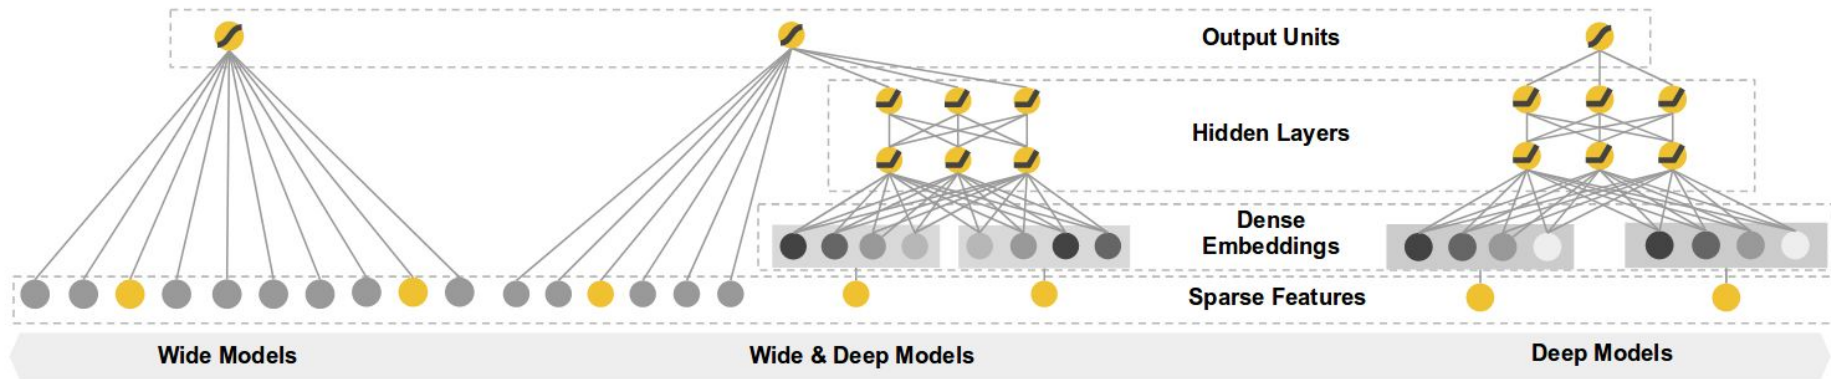 Output Units
Hidden Layers
Dense
Embeddings
Sparse Features
Wide Models
Wide & Deep Models
Deep Models